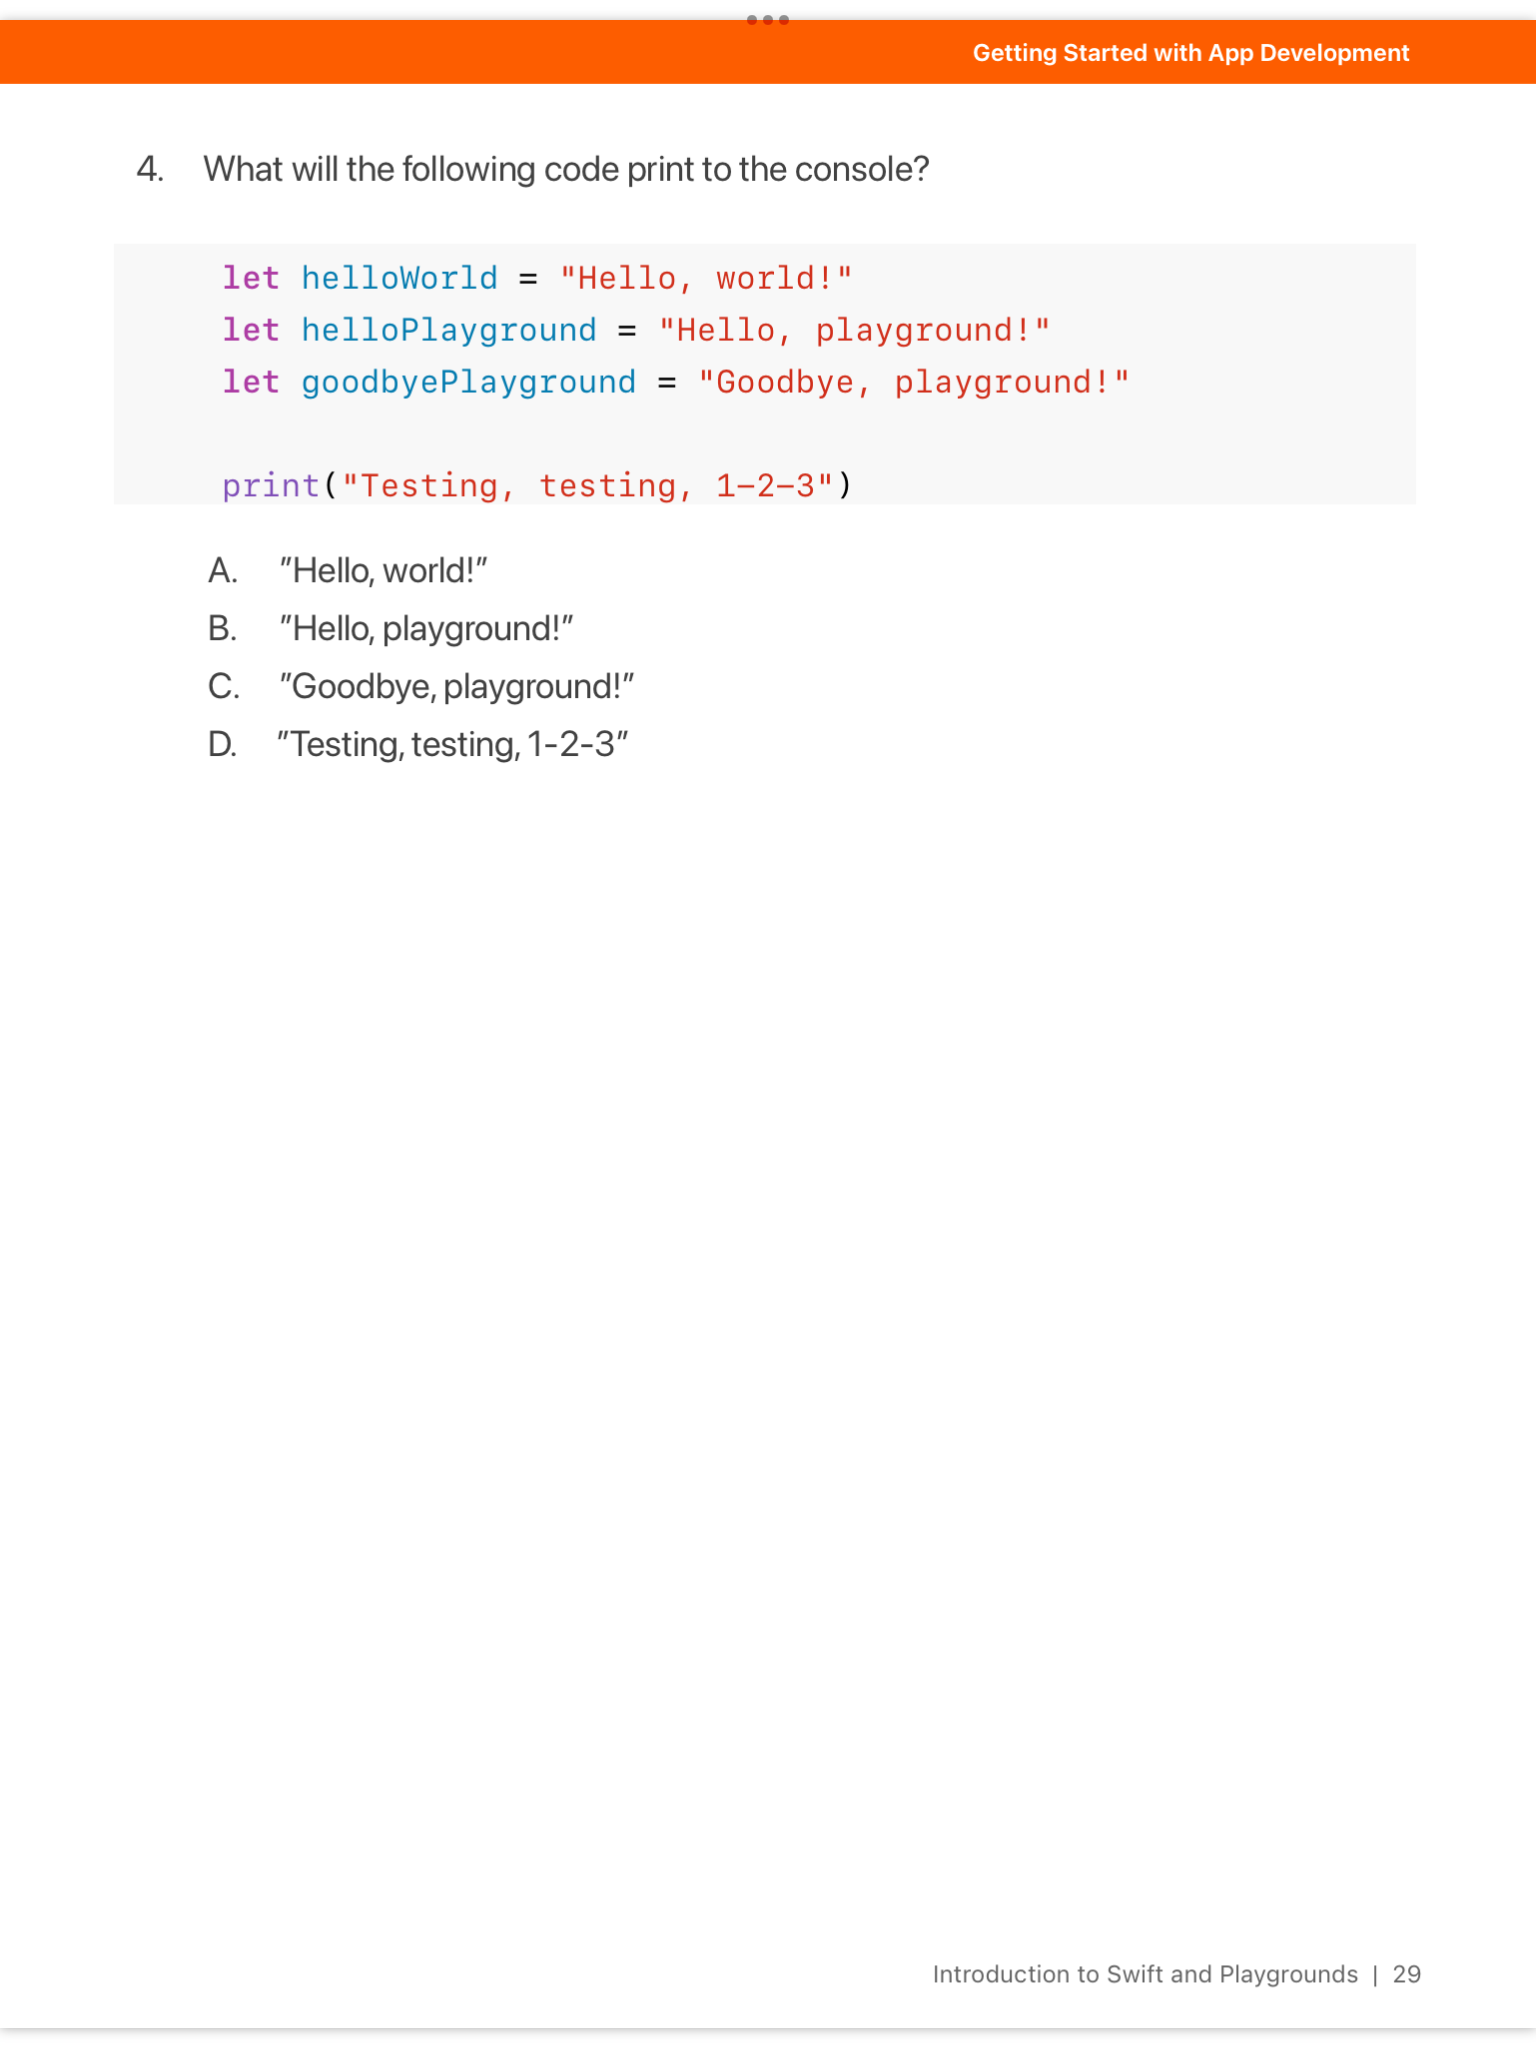 Getting Started with App Development
4. What will the following code print to the console?
let helloWorld = "Hello, world!"
let helloPlayground = "Hello, playground!"
let goodbyePlayground = "Goodbye, playground!"
print("Testing, testing, 1–2–3")
A. ”Hello, world!”
B. ”Hello, playground!”
C. ”Goodbye, playground!”
D. ”Testing, testing, 1-2-3”
Introduction to Swift and Playgrounds | 29